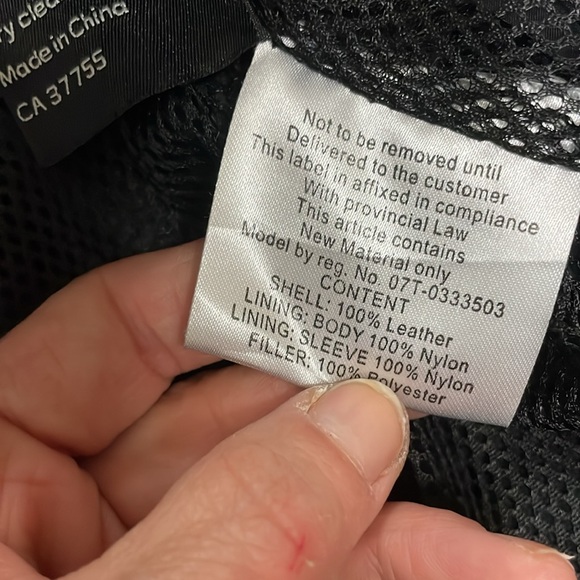 ry clea
Made in China
CA 37755
Not to be removed until
Delivered to the customer
This label in affixed in compliance
With provincial Law
This article contains
New Material only
Model by reg. No. 07T-0333503
CONTENT
SHELL: 100% Leather
LINING: BODY 100% Nylon
LINING: SLEEVE 100% Nylon
FILLER: 100% Polyester